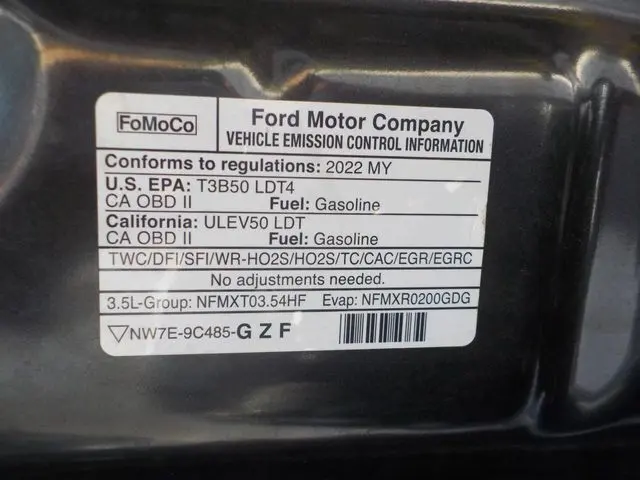 FoMoCo
Ford Motor Company
VEHICLE EMISSION CONTROL INFORMATION
Conforms to regulations: 2022 MY
U.S. EPA: T3B50 LDT4
CA OBD II Fuel: Gasoline
California: ULEV50 LDT
CA OBD II Fuel: Gasoline
TWC/DFI/SFI/WR-HO2S/HO2S/TC/CAC/EGR/EGRC
No adjustments needed.
3.5L-Group: NFMXT03.54HF Evap: NFMXR0200GDG
▽NW7E-9C485-G Z F